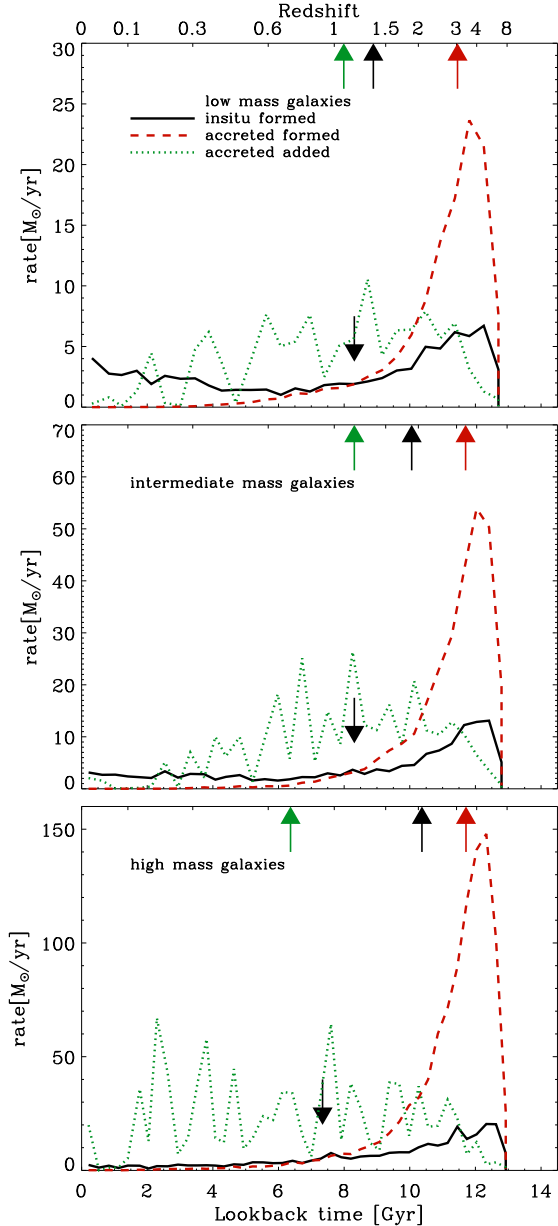 Redshift
0 0.1 0.3 0.6 1 1.5 2 3 4 8
30
25
20
15
10
5
0
rate[M☉/yr]
low mass galaxies
insitu formed
accreted formed
accreted added
70
60
50
40
30
20
10
0
rate[M☉/yr]
intermediate mass galaxies
150
100
50
0
rate[M☉/yr]
high mass galaxies
0 2 4 6 8 10 12 14
Lookback time [Gyr]